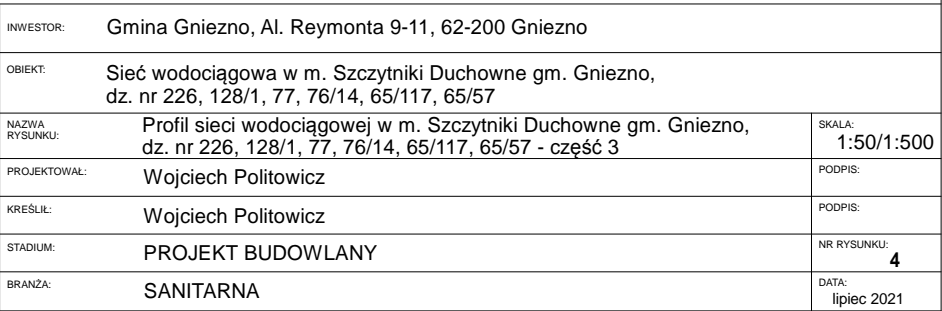 INWESTOR: Gmina Gniezno, Al. Reymonta 9-11, 62-200 Gniezno
OBIEKT: Sieć wodociągowa w m. Szczytniki Duchowne gm. Gniezno,
dz. nr 226, 128/1, 77, 76/14, 65/117, 65/57
NAZWA
RYSUNKU:
Profil sieci wodociągowej w m. Szczytniki Duchowne gm. Gniezno,
dz. nr 226, 128/1, 77, 76/14, 65/117, 65/57 - część 3
SKALA:
1:50/1:500
PROJEKTOWAŁ: Wojciech Politowicz PODPIS:
KREŚLIŁ: Wojciech Politowicz PODPIS:
STADIUM: PROJEKT BUDOWLANY NR RYSUNKU:
4
BRANŻA: SANITARNA DATA:
lipiec 2021